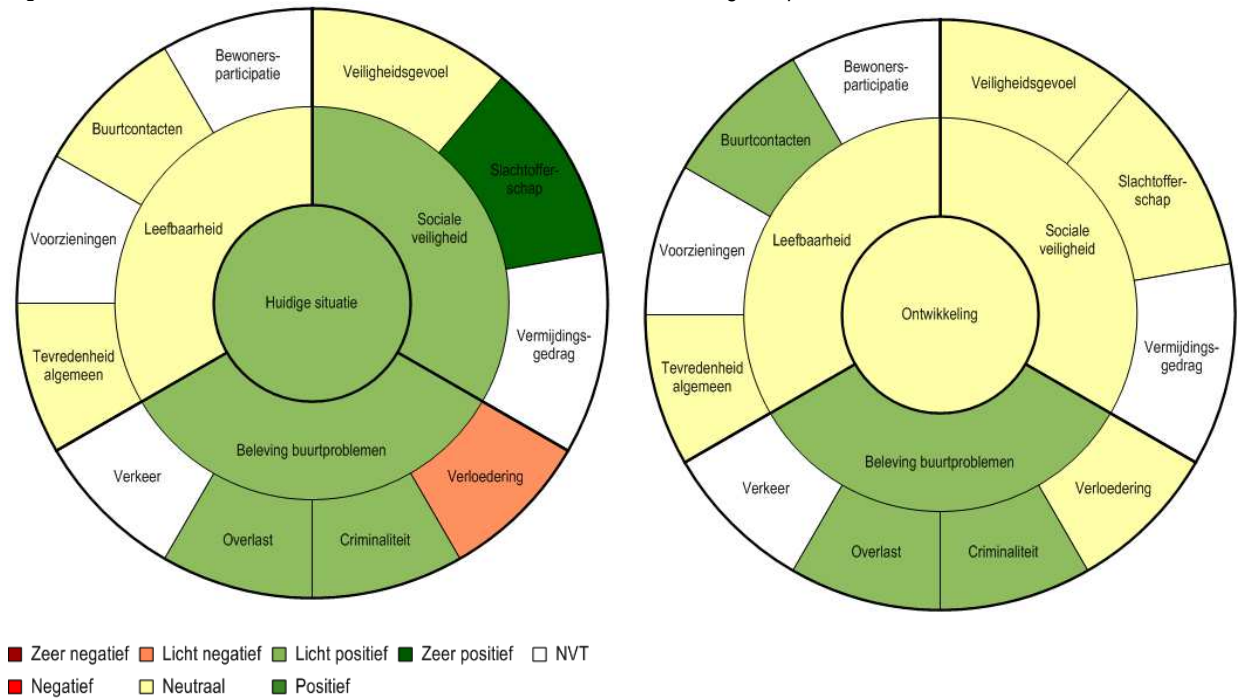 Bewoners-
participatie
Veiligheidsgevoel
Buurtcontacten
Slachtoffer-
schap
Leefbaarheid
Sociale
veiligheid
Voorzieningen
Huidige situatie
Vermijdings-
gedrag
Tevredenheid
algemeen
Beleving buurtproblemen
Verkeer
Verloedering
Overlast
Criminaliteit
Bewoners-
participatie
Veiligheidsgevoel
Buurtcontacten
Slachtoffer-
schap
Leefbaarheid
Sociale
veiligheid
Voorzieningen
Ontwikkeling
Vermijdings-
gedrag
Tevredenheid
algemeen
Beleving buurtproblemen
Verkeer
Verloedering
Overlast
Criminaliteit
Zeer negatief Licht negatief Licht positief Zeer positief NVT
Negatief Neutraal Positief